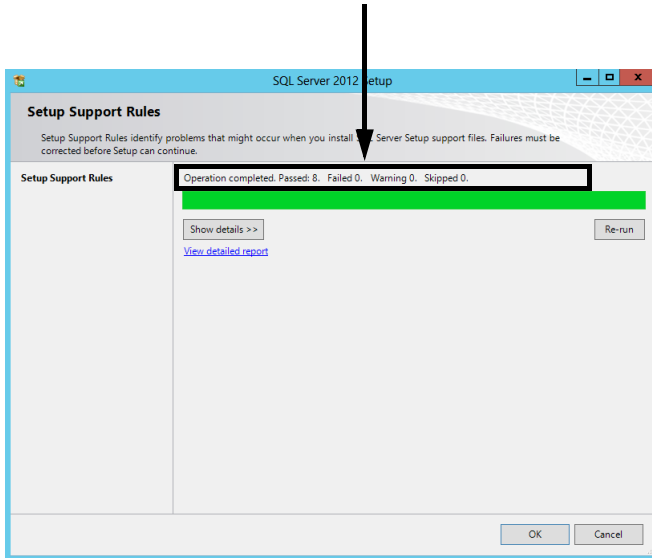 SQL Server 2012 Setup
Setup Support Rules
Setup Support Rules identify problems that might occur when you install SQL Server Setup support files. Failures must be
corrected before Setup can continue.
Setup Support Rules
Operation completed. Passed: 8. Failed 0. Warning 0. Skipped 0.
Show details >>
Re-run
View detailed report
OK
Cancel